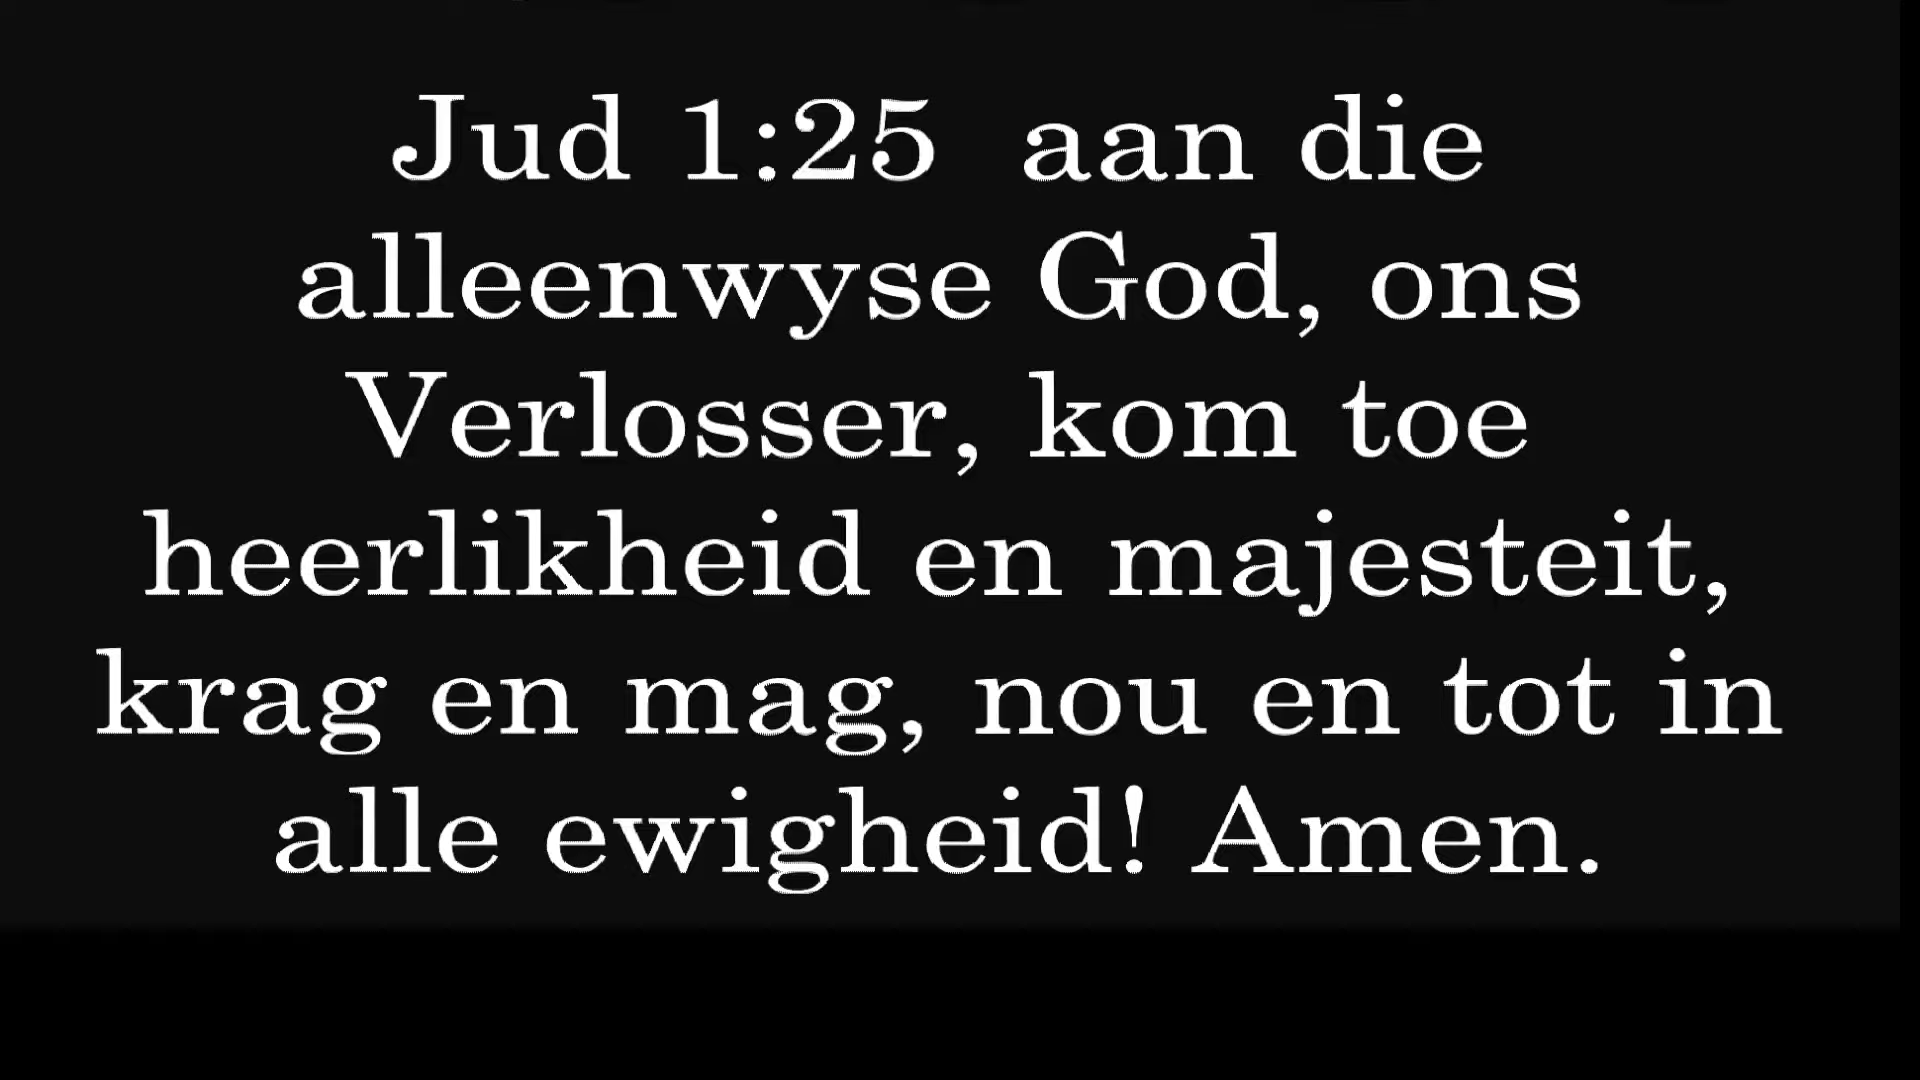 Jud 1:25  aan die
alleenwyse God, ons
Verlosser, kom toe
heerlikheid en majesteit,
krag en mag, nou en tot in
alle ewigheid! Amen.